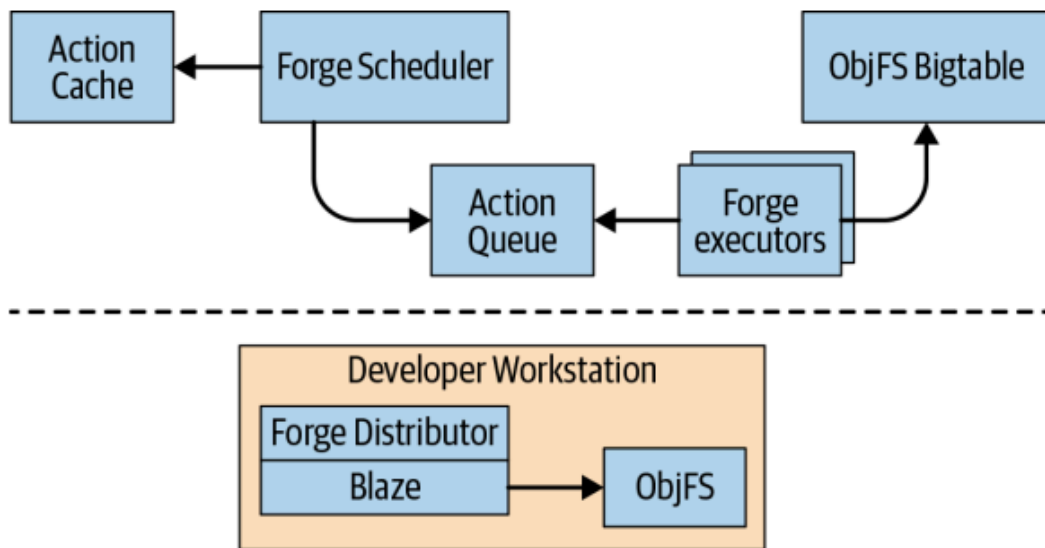 Action
Cache
Forge Scheduler
ObjFS Bigtable
Action
Queue
Forge
executors
Developer Workstation
Forge Distributor
Blaze
ObjFS